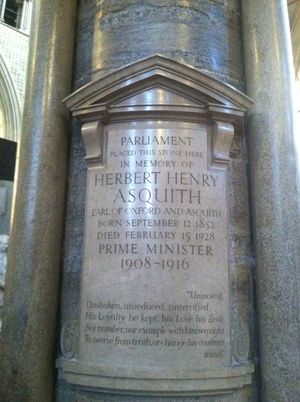 PARLIAMENT
PLACED THIS STONE HERE
IN MEMORY OF
HERBERT HENRY
ASQUITH
EARL OF OXFORD AND ASQUITH
BORN SEPTEMBER 12 1852
DIED FEBRUARY 15 1928
PRIME MINISTER
1908-1916
"Unmoved,
Unshaken, unseduced, unterrified,
His Loyalty he kept, his Love, his Zeal;
Nor number, nor example with him wrought
To swerve from truth, or change his constant
mind."